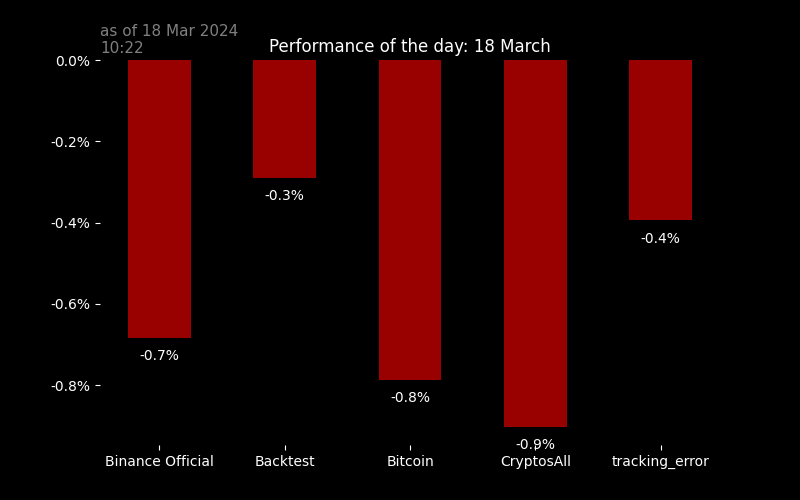 as of 18 Mar 2024
10:22
Performance of the day: 18 March
0.0%
-0.2%
-0.4%
-0.6%
-0.8%
-0.7%
-0.3%
-0.8%
-0.9%
-0.4%
Binance Official
Backtest
Bitcoin
CryptosAll
tracking_error